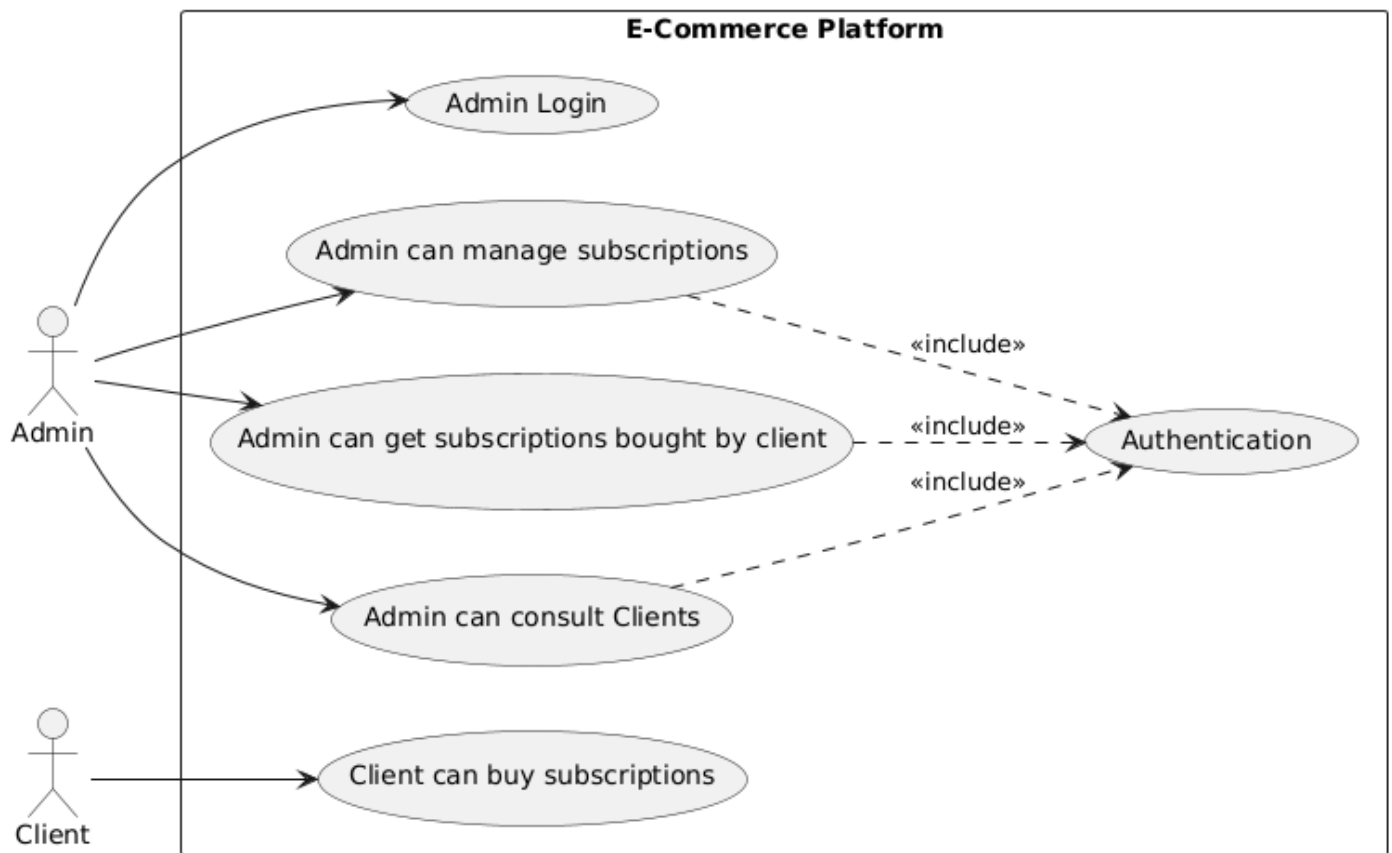 E-Commerce Platform
Admin Login
Admin can manage subscriptions
«include»
Admin can get subscriptions bought by client
«include»
Authentication
«include»
Admin
Admin can consult Clients
Client can buy subscriptions
Client